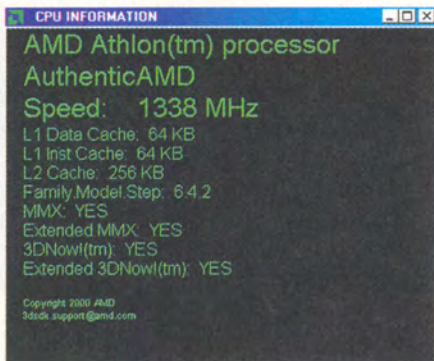 CPU INFORMATION
AMD Athlon(tm) processor
AuthenticAMD
Speed: 1338 MHz
L1 Data Cache: 64 KB
L1 Inst Cache: 64 KB
L2 Cache: 256 KB
Family.Model.Step: 6.4.2
MMX: YES
Extended MMX: YES
3DNow!(tm): YES
Extended 3DNow!(tm): YES
Copyright 2000 AMD
3dsdk.support@amd.com